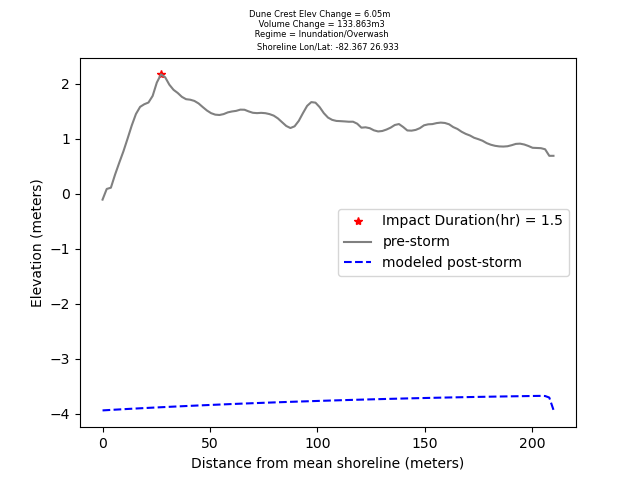 Dune Crest Elev Change = 6.05m
Volume Change = 133.863m3
Regime = Inundation/Overwash
Shoreline Lon/Lat: -82.367 26.933
2
1
0
−1
−2
−3
−4
Elevation (meters)
Impact Duration(hr) = 1.5
pre-storm
modeled post-storm
0
50
100
150
200
Distance from mean shoreline (meters)